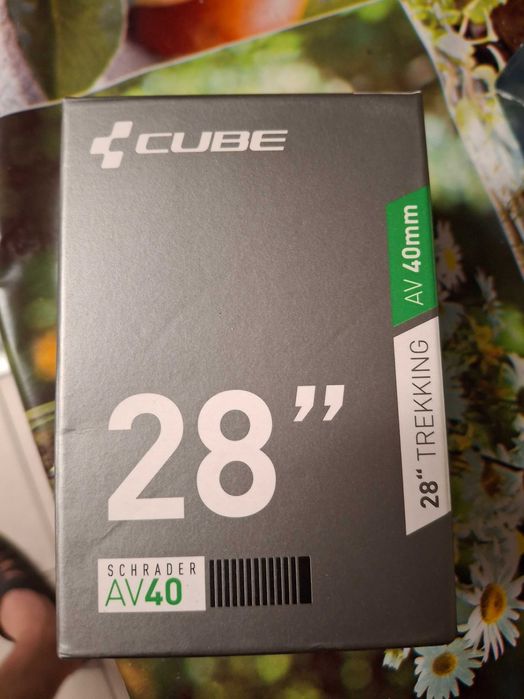 CUBE
AV 40mm
28“ TREKKING
28”
SCHRADER
AV40